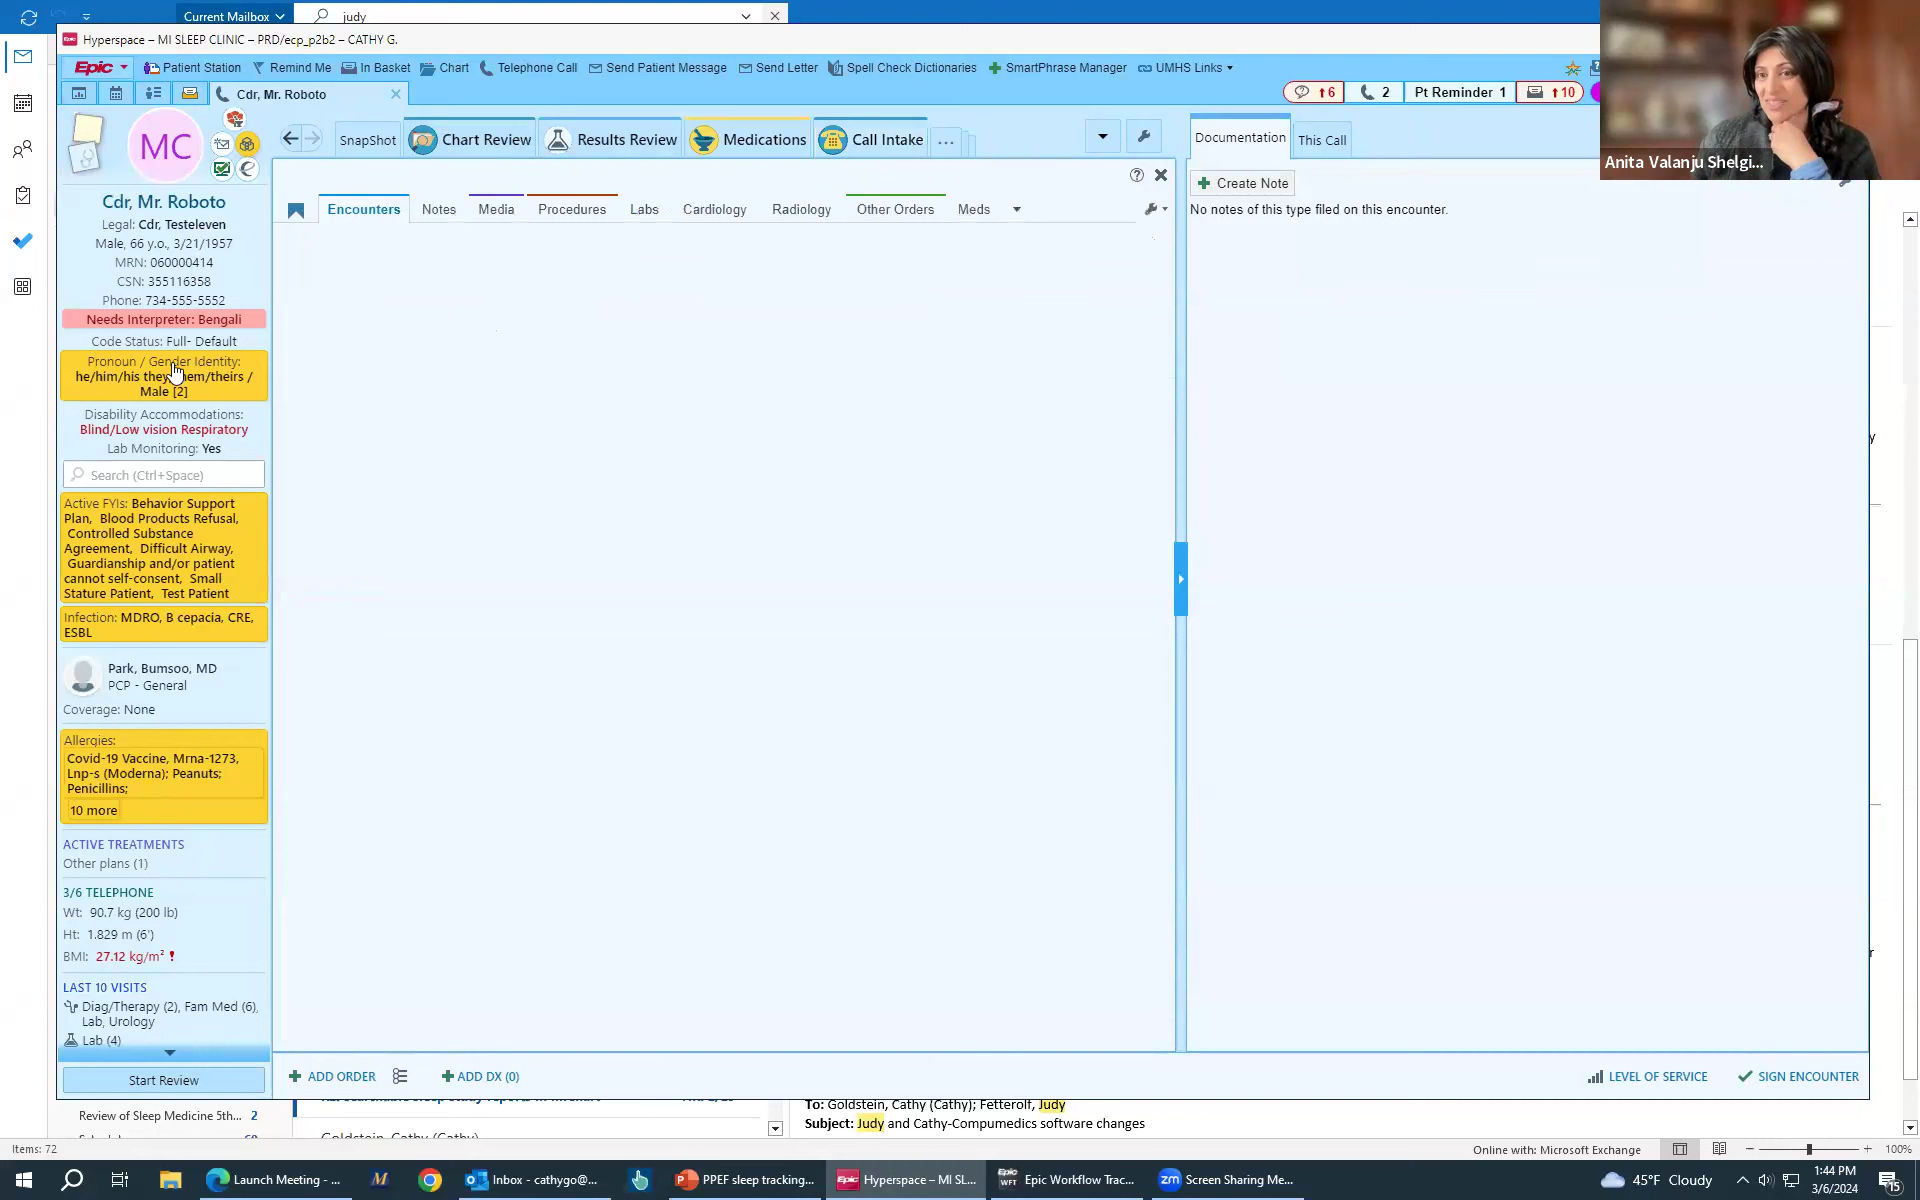 Current Mailbox
judy
Hyperspace – MI SLEEP CLINIC – PRD/ecp_p2b2 – CATHY G.
Epic
Patient Station
Remind Me
In Basket
Chart
Telephone Call
Send Patient Message
Send Letter
Spell Check Dictionaries
SmartPhrase Manager
UMHS Links
Cdr, Mr. Roboto
6
2
Pt Reminder 1
10
MC
SnapShot
Chart Review
Results Review
Medications
Call Intake
...
Documentation
This Call
Anita Valanju Shelgi...
Create Note
No notes of this type filed on this encounter.
Encounters
Notes
Media
Procedures
Labs
Cardiology
Radiology
Other Orders
Meds
Cdr, Mr. Roboto
Legal: Cdr, Testeleven
Male, 66 y.o., 3/21/1957
MRN: 060000414
CSN: 355116358
Phone: 734-555-5552
Needs Interpreter: Bengali
Code Status: Full- Default
Pronoun / Gender Identity:
he/him/his they/them/theirs /
Male [2]
Disability Accommodations:
Blind/Low vision Respiratory
Lab Monitoring: Yes
Search (Ctrl+Space)
Active FYIs: Behavior Support
Plan, Blood Products Refusal,
Controlled Substance
Agreement, Difficult Airway,
Guardianship and/or patient
cannot self-consent, Small
Stature Patient, Test Patient
Infection: MDRO, B cepacia, CRE,
ESBL
Park, Bumsoo, MD
PCP - General
Coverage: None
Allergies:
Covid-19 Vaccine, Mrna-1273,
Lnp-s (Moderna); Peanuts;
Penicillins;
10 more
ACTIVE TREATMENTS
Other plans (1)
3/6 TELEPHONE
Wt: 90.7 kg (200 lb)
Ht: 1.829 m (6')
BMI: 27.12 kg/m² !
LAST 10 VISITS
Diag/Therapy (2), Fam Med (6),
Lab, Urology
Lab (4)
Start Review
ADD ORDER
ADD DX (0)
LEVEL OF SERVICE
SIGN ENCOUNTER
Review of Sleep Medicine 5th... 2
Goldstein, Cathy (Cathy)
To: Goldstein, Cathy (Cathy); Fetterolf, Judy
Subject: Judy and Cathy-Compumedics software changes
Items: 72
Online with: Microsoft Exchange
100%
Launch Meeting - ...
Inbox - cathygo@...
PPEF sleep tracking...
Hyperspace – MI SL...
Epic Workflow Trac...
Screen Sharing Me...
45°F Cloudy
1:44 PM
3/6/2024
15